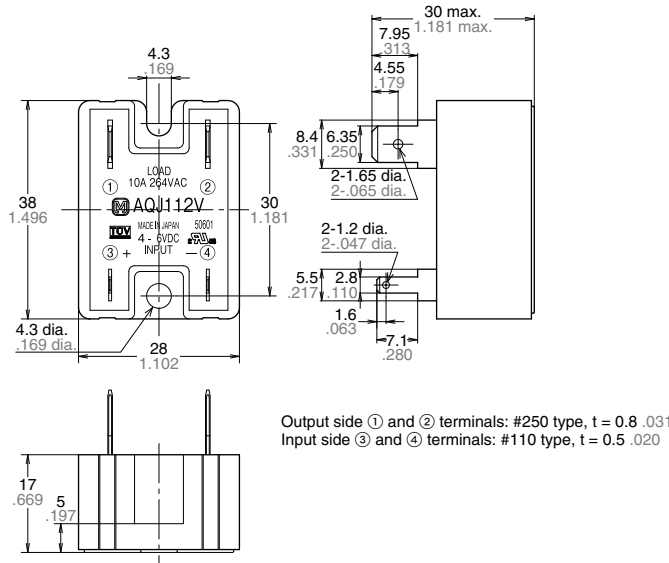 4.3
.169
38
1.496
LOAD
10A 264VAC
① ②
M AQJ112V
TÜV MADE IN JAPAN 50601
4 - 6VDC
INPUT
③ + – ④
30
1.181
4.3 dia.
.169 dia.
28
1.102
30 max.
1.181 max.
7.95
.313
4.55
.179
8.4
.331
6.35
.250
2-1.65 dia.
2-.065 dia.
2-1.2 dia.
2-.047 dia.
5.5
.217
2.8
.110
1.6
.063
7.1
.280
17
.669
5
.197
Output side ① and ② terminals: #250 type, t = 0.8 .031
Input side ③ and ④ terminals: #110 type, t = 0.5 .020